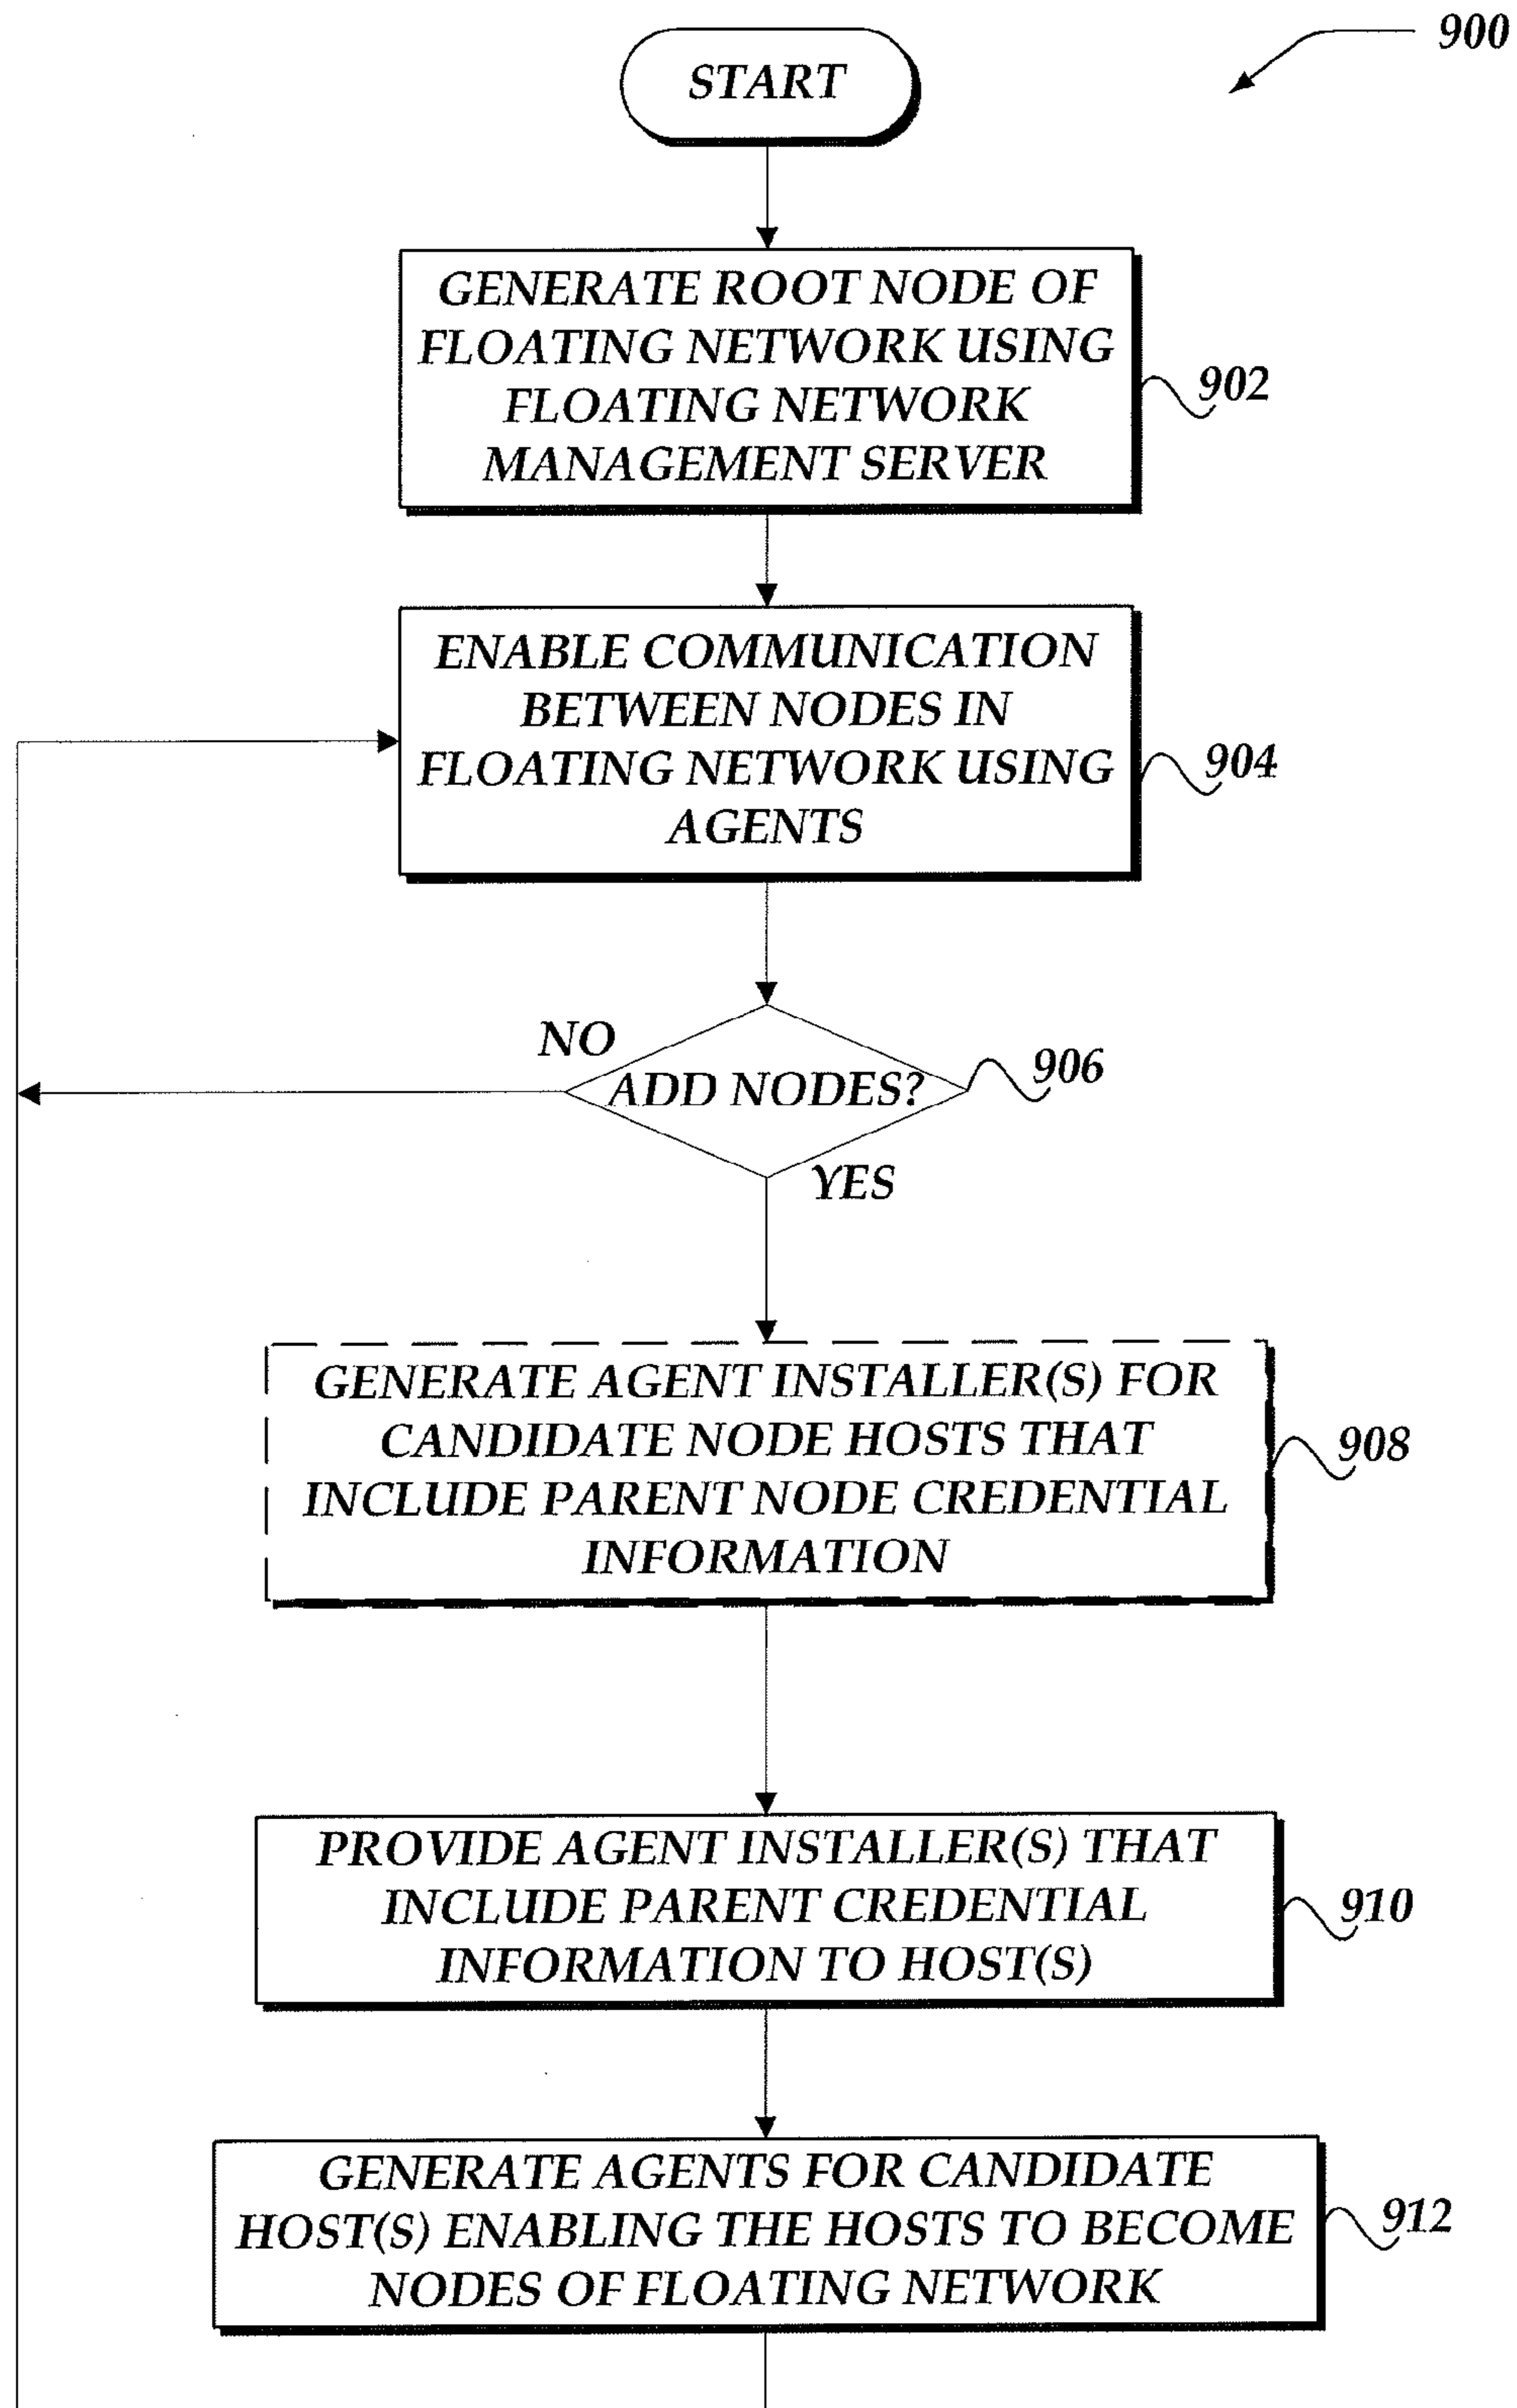 900
START
GENERATE ROOT NODE OF
FLOATING NETWORK USING
FLOATING NETWORK
MANAGEMENT SERVER
902
ENABLE COMMUNICATION
BETWEEN NODES IN
FLOATING NETWORK USING
AGENTS
904
NO
ADD NODES?
906
YES
GENERATE AGENT INSTALLER(S) FOR
CANDIDATE NODE HOSTS THAT
INCLUDE PARENT NODE CREDENTIAL
INFORMATION
908
PROVIDE AGENT INSTALLER(S) THAT
INCLUDE PARENT CREDENTIAL
INFORMATION TO HOST(S)
910
GENERATE AGENTS FOR CANDIDATE
HOST(S) ENABLING THE HOSTS TO BECOME
NODES OF FLOATING NETWORK
912